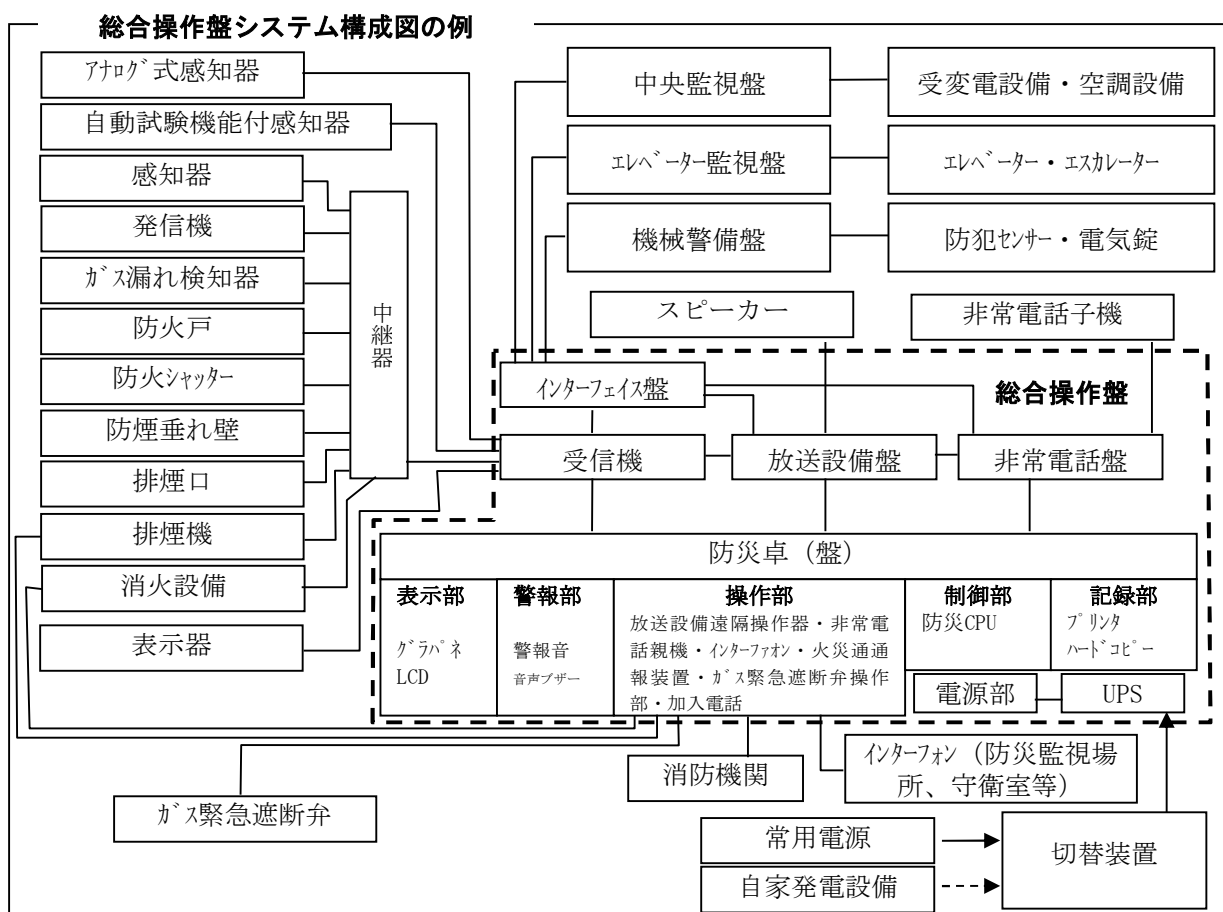 総合操作盤システム構成図の例
ｱﾅﾛｸﾞ式感知器
自動試験機能付感知器
感知器
発信機
ｶﾞｽ漏れ検知器
防火戸
防火ｼｬｯﾀｰ
防煙垂れ壁
排煙口
排煙機
消火設備
表示器
中継器
中央監視盤
受変電設備・空調設備
ｴﾚﾍﾞｰﾀｰ監視盤
ｴﾚﾍﾞｰﾀｰ・ｴｽｶﾚｰﾀｰ
機械警備盤
防犯ｾﾝｻｰ・電気錠
スピーカー
非常電話子機
ｲﾝﾀｰﾌｪｲｽ盤
総合操作盤
受信機
放送設備盤
非常電話盤
防災卓（盤）
表示部
ｸﾞﾗﾊﾟﾈ
LCD
警報部
警報音
音声ブザー
操作部
放送設備遠隔操作器・非常電
話親機・ｲﾝﾀｰﾌｫﾝ・火災通通
報装置・ｶﾞｽ緊急遮断弁操作
部・加入電話
制御部
防災CPU
記録部
ﾌﾟﾘﾝﾀ
ﾊｰﾄﾞｺﾋﾟｰ
電源部
UPS
ｶﾞｽ緊急遮断弁
消防機関
ｲﾝﾀｰﾌｫﾝ（防災監視場
所、守衛室等）
常用電源
自家発電設備
切替装置